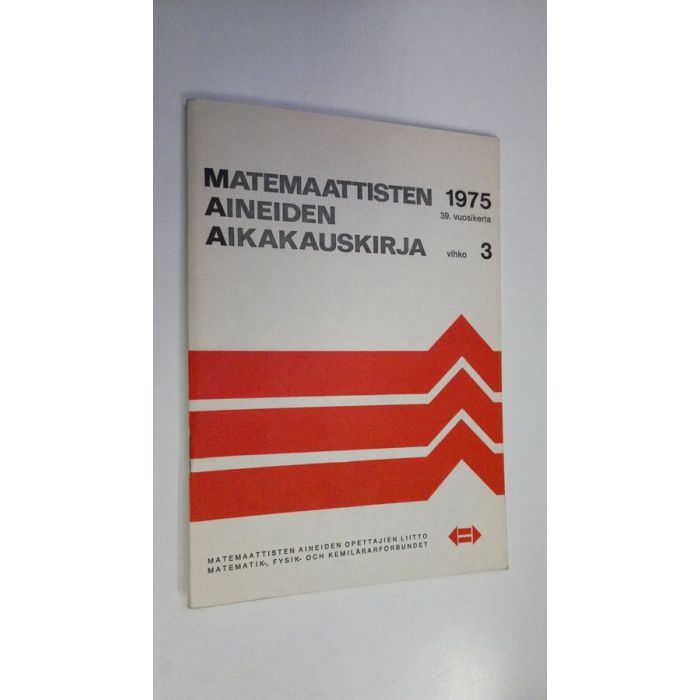 MATEMAATTISTEN
AINEIDEN
AIKAKAUSKIRJA
1975
39. vuosikerta
vihko 3
MATEMAATTISTEN AINEIDEN OPETTAJIEN LIITTO
MATEMATIK-, FYSIK- OCH KEMILÄRARFÖRBUNDET